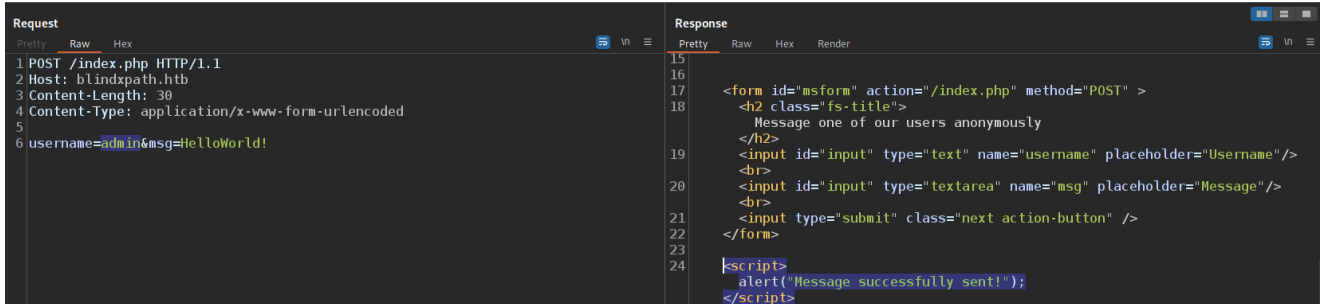 Request
Pretty Raw Hex \n
1 POST /index.php HTTP/1.1
2 Host: blindxpath.htb
3 Content-Length: 30
4 Content-Type: application/x-www-form-urlencoded
5
6 username=admin&msg=HelloWorld!
Response
Pretty Raw Hex Render \n
15
16
17 <form id="msform" action="/index.php" method="POST" >
18 <h2 class="fs-title">
Message one of our users anonymously
</h2>
19 <input id="input" type="text" name="username" placeholder="Username"/>
<br>
20 <input id="input" type="textarea" name="msg" placeholder="Message"/>
<br>
21 <input type="submit" class="next action-button" />
22 </form>
23
24 <script>
alert("Message successfully sent!");
</script>